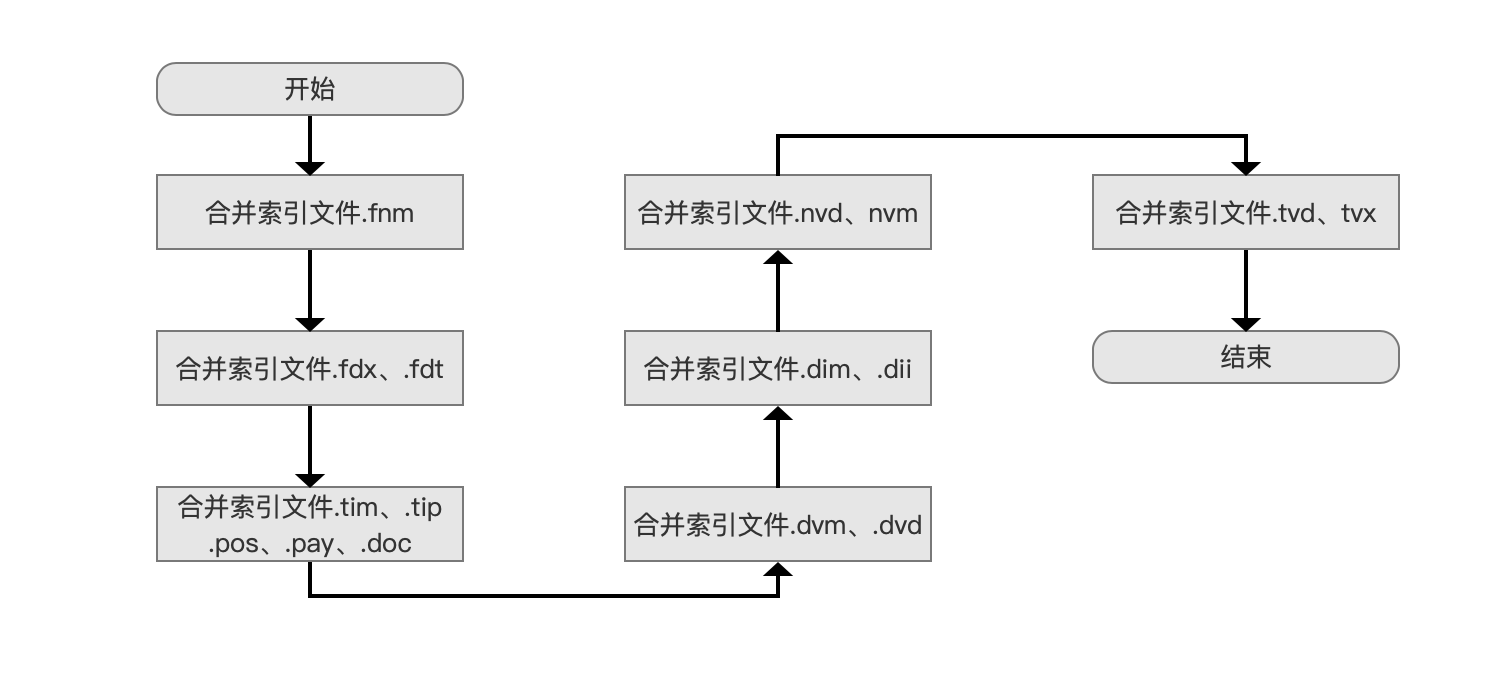 开始
合并索引文件.fnm
合并索引文件.fdx、.fdt
合并索引文件.tim、.tip
.pos、.pay、.doc
合并索引文件.dvm、.dvd
合并索引文件.dim、.dii
合并索引文件.nvd、nvm
合并索引文件.tvd、tvx
结束